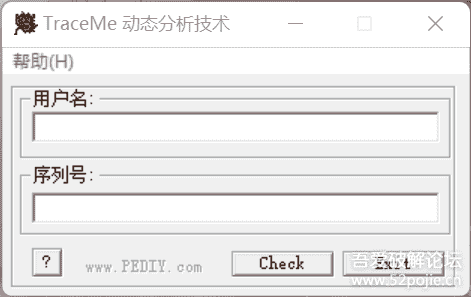 TraceMe 动态分析技术
帮助(H)
用户名:
序列号:
? www.PEDIY.com Check Exit
吾爱破解论坛
www.52pojie.cn